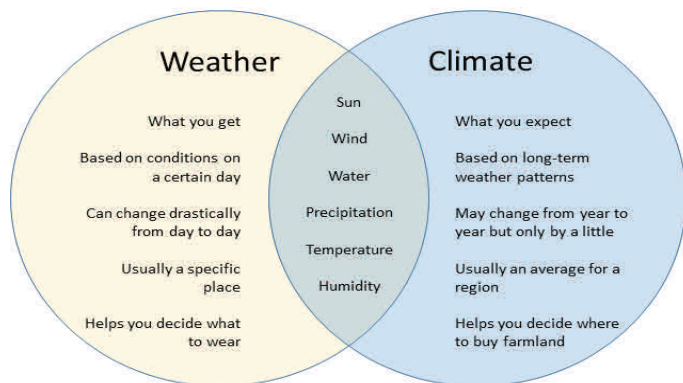 Weather
What you get
Based on conditions on
a certain day
Can change drastically
from day to day
Usually a specific
place
Helps you decide what
to wear
Sun
Wind
Water
Precipitation
Temperature
Humidity
Climate
What you expect
Based on long-term
weather patterns
May change from year to
year but only by a little
Usually an average for a
region
Helps you decide where
to buy farmland